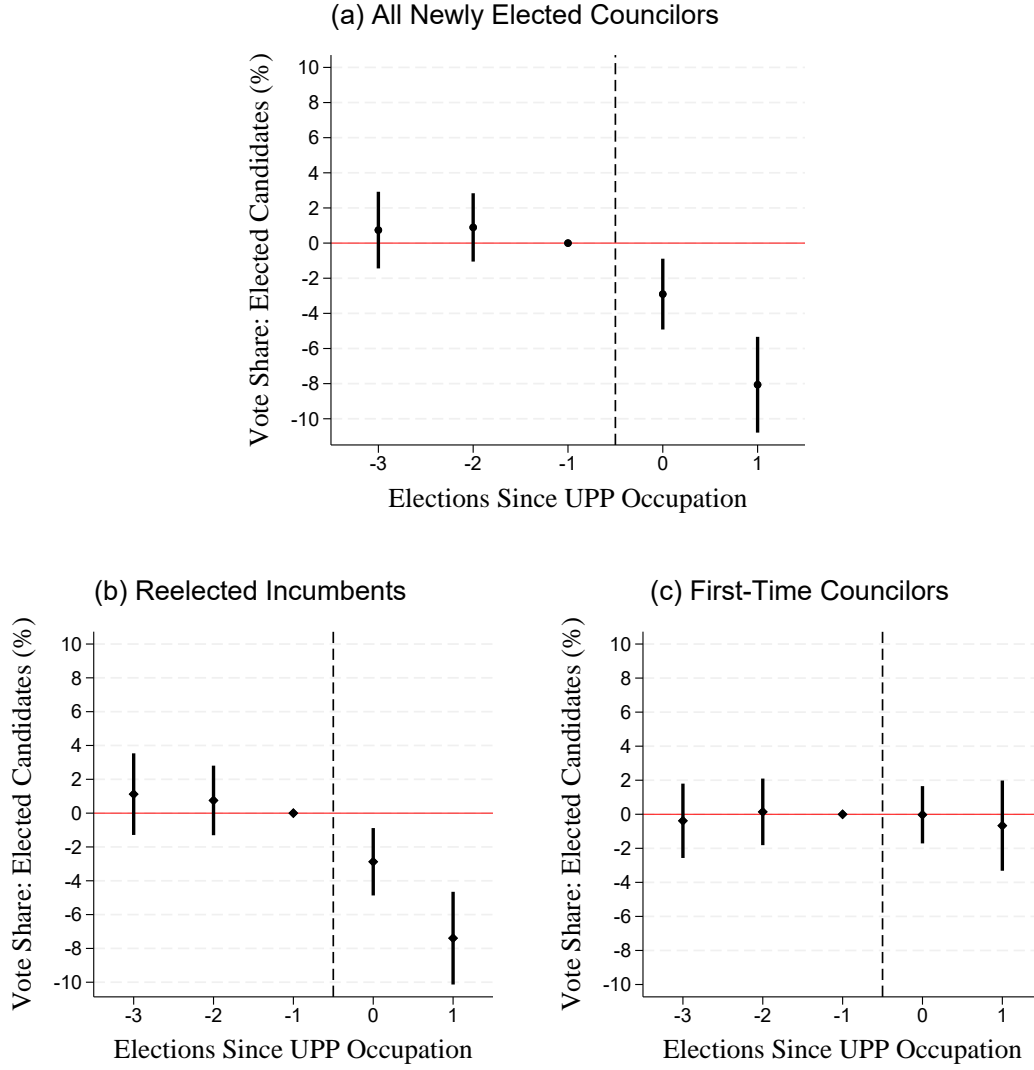 (a) All Newly Elected Councilors
Vote Share: Elected Candidates (%)
10
8
6
4
2
0
-2
-4
-6
-8
-10
-3 -2 -1 0 1
Elections Since UPP Occupation
(b) Reelected Incumbents
Vote Share: Elected Candidates (%)
10
8
6
4
2
0
-2
-4
-6
-8
-10
-3 -2 -1 0 1
Elections Since UPP Occupation
(c) First-Time Councilors
Vote Share: Elected Candidates (%)
10
8
6
4
2
0
-2
-4
-6
-8
-10
-3 -2 -1 0 1
Elections Since UPP Occupation